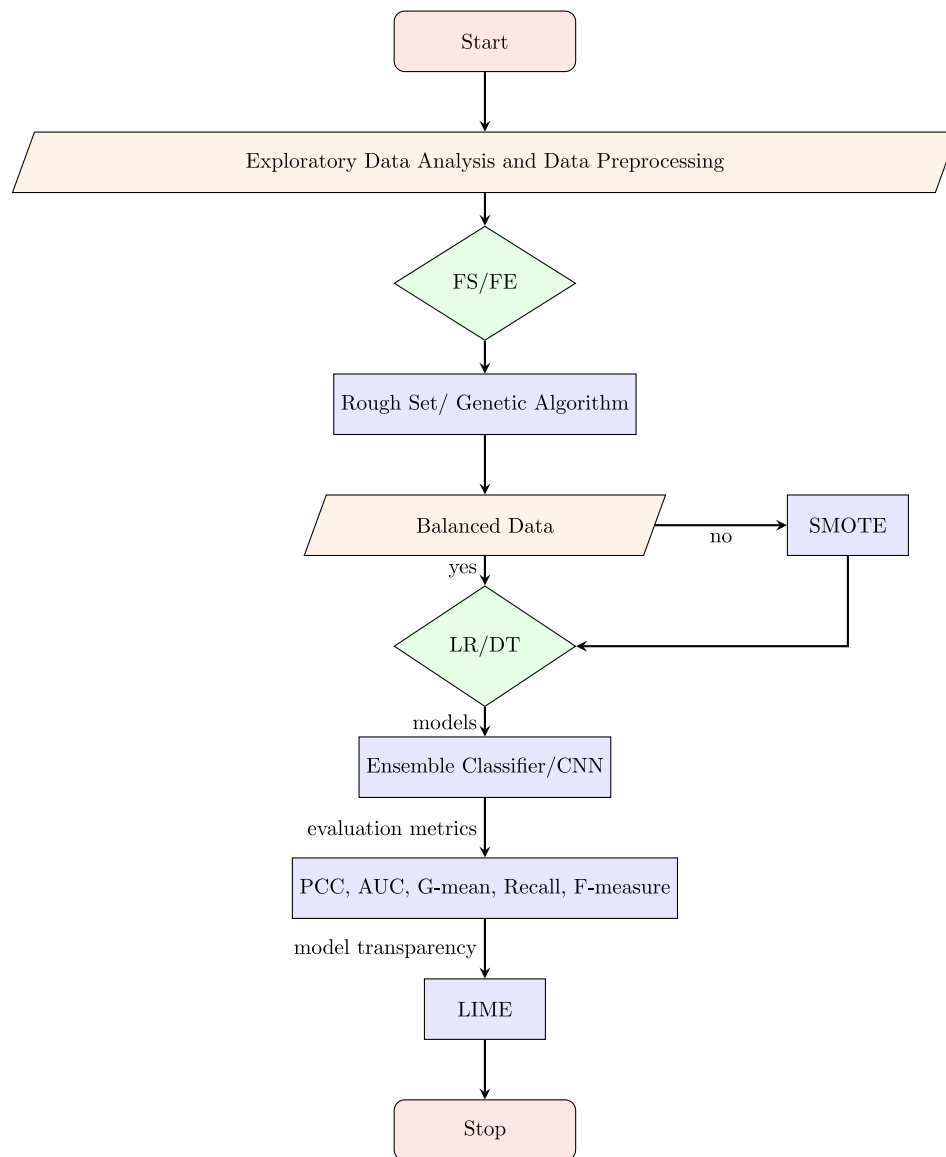 Start
Exploratory Data Analysis and Data Preprocessing
FS/FE
Rough Set/ Genetic Algorithm
Balanced Data
no
SMOTE
yes
LR/DT
models
Ensemble Classifier/CNN
evaluation metrics
PCC, AUC, G-mean, Recall, F-measure
model transparency
LIME
Stop